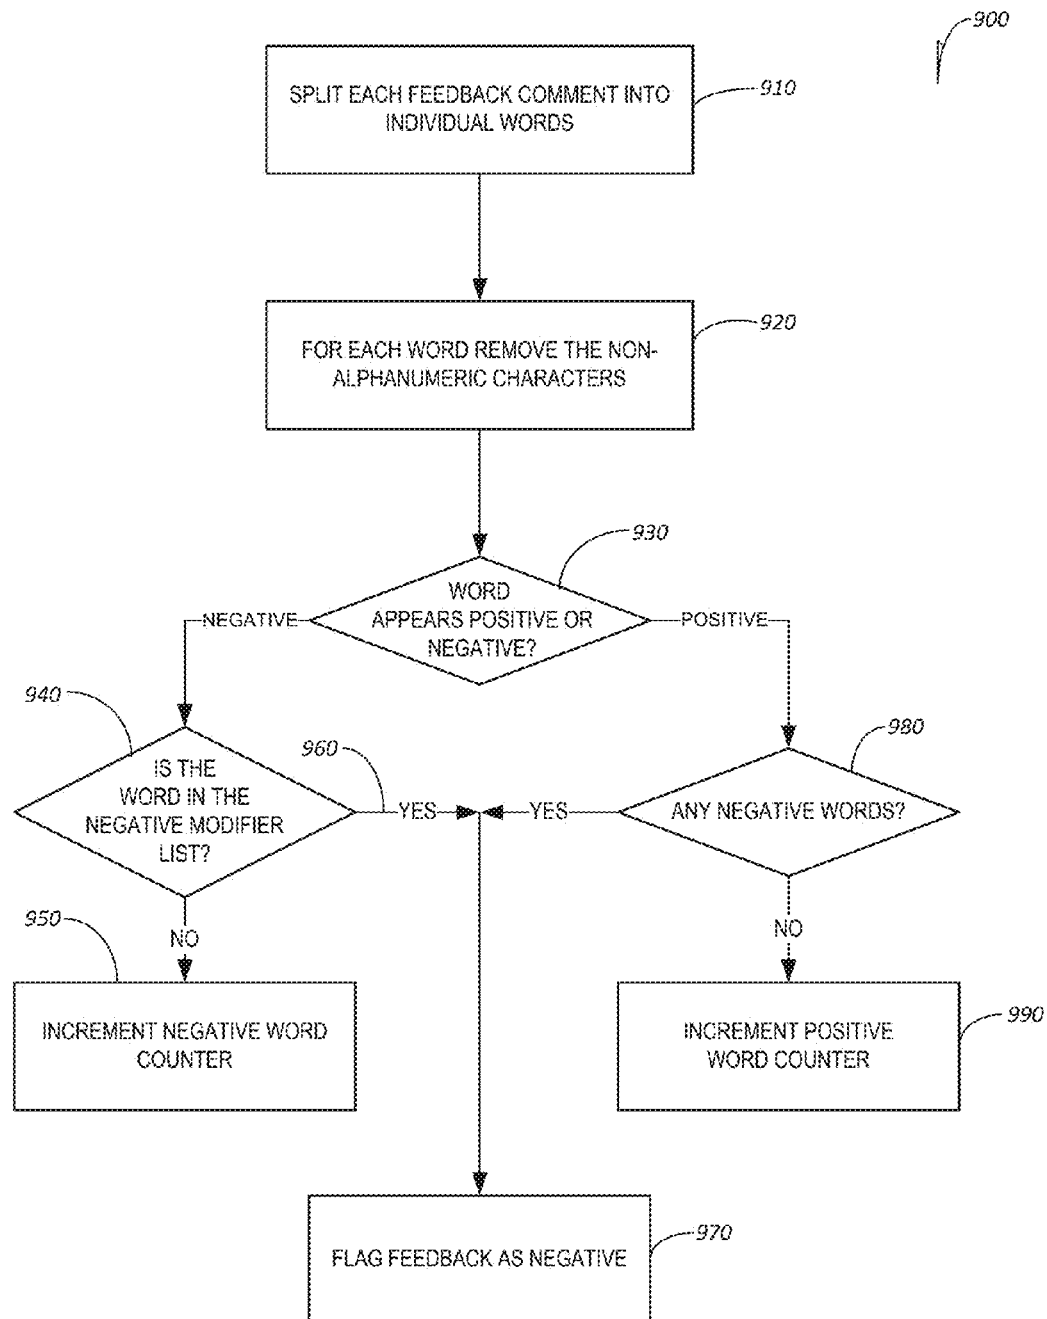 900
SPLIT EACH FEEDBACK COMMENT INTO
INDIVIDUAL WORDS
910
FOR EACH WORD REMOVE THE NON-
ALPHANUMERIC CHARACTERS
920
930
WORD
APPEARS POSITIVE OR
NEGATIVE?
NEGATIVE
POSITIVE
940
IS THE
WORD IN THE
NEGATIVE MODIFIER
LIST?
960
YES
YES
980
ANY NEGATIVE WORDS?
NO
NO
950
INCREMENT NEGATIVE WORD
COUNTER
INCREMENT POSITIVE
WORD COUNTER
990
FLAG FEEDBACK AS NEGATIVE
970